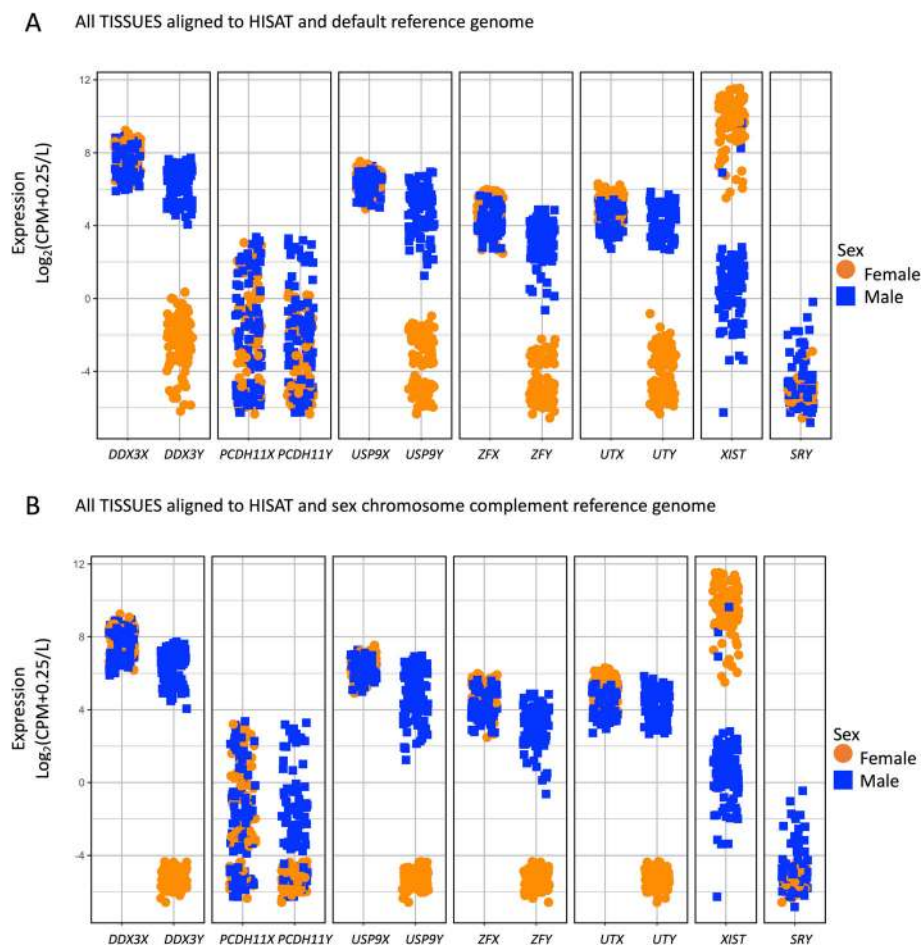 A All TISSUES aligned to HISAT and default reference genome
Expression
Log₂(CPM+0.25/L)
12
8
4
0
-4
DDX3X DDX3Y PCDH11X PCDH11Y USP9X USP9Y ZFX ZFY UTX UTY XIST SRY
Sex
Female
Male
B All TISSUES aligned to HISAT and sex chromosome complement reference genome
Expression
Log₂(CPM+0.25/L)
12
8
4
0
-4
DDX3X DDX3Y PCDH11X PCDH11Y USP9X USP9Y ZFX ZFY UTX UTY XIST SRY
Sex
Female
Male